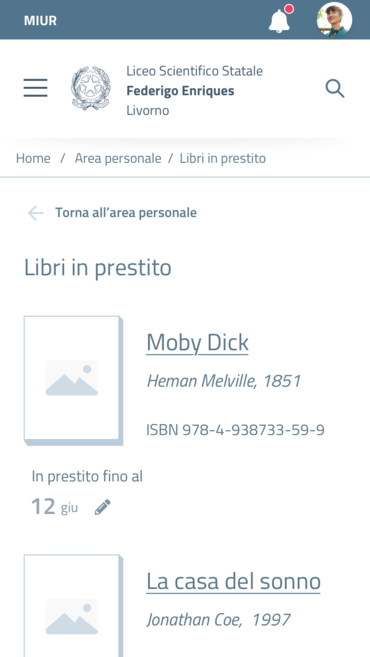 MIUR
Liceo Scientifico Statale
Federigo Enriques
Livorno
Home / Area personale / Libri in prestito
Torna all'area personale
Libri in prestito
Moby Dick
Heman Melville, 1851
ISBN 978-4-938733-59-9
In prestito fino al
12 giu
La casa del sonno
Jonathan Coe, 1997